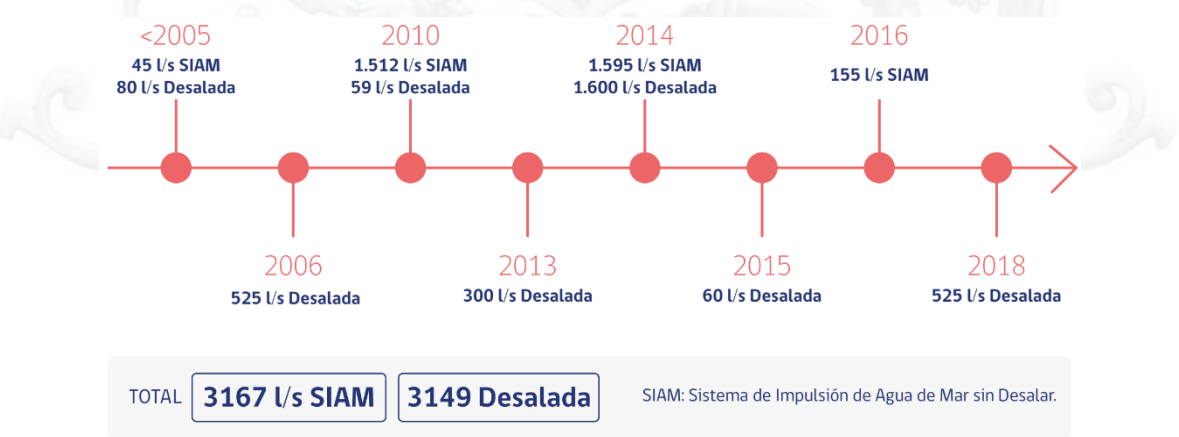 <2005
45 l/s SIAM
80 l/s Desalada
2010
1.512 l/s SIAM
59 l/s Desalada
2014
1.595 l/s SIAM
1.600 l/s Desalada
2016
155 l/s SIAM
2006
525 l/s Desalada
2013
300 l/s Desalada
2015
60 l/s Desalada
2018
525 l/s Desalada
TOTAL 3167 l/s SIAM 3149 Desalada SIAM: Sistema de Impulsión de Agua de Mar sin Desalar.